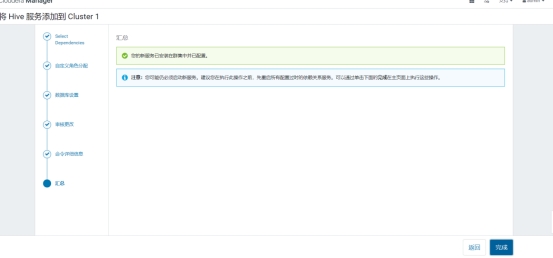 Cloudera Manager
将 Hive 服务添加到 Cluster 1
Select
Dependencies
汇总
您的新服务已安装在群集中并已配置。
自定义角色分配
注意：您可能仍必须启动新服务。建议您在执行此操作之前，先重启所有配置过时的依赖关系服务。可以通过单击下面的完成在主页面上执行这些操作。
数据库设置
审核更改
命令详细信息
汇总
返回
完成